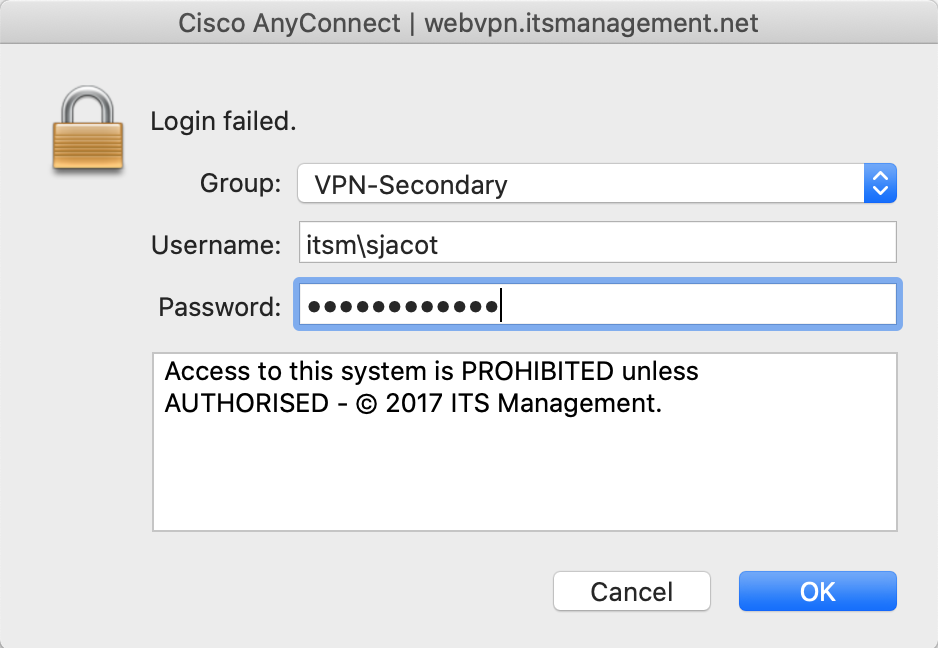 Cisco AnyConnect | webvpn.itsmanagement.net
Login failed.
Group: VPN-Secondary
Username: itsm\sjacot
Password: ●●●●●●●●●●●●
Access to this system is PROHIBITED unless
AUTHORISED - © 2017 ITS Management.
Cancel OK